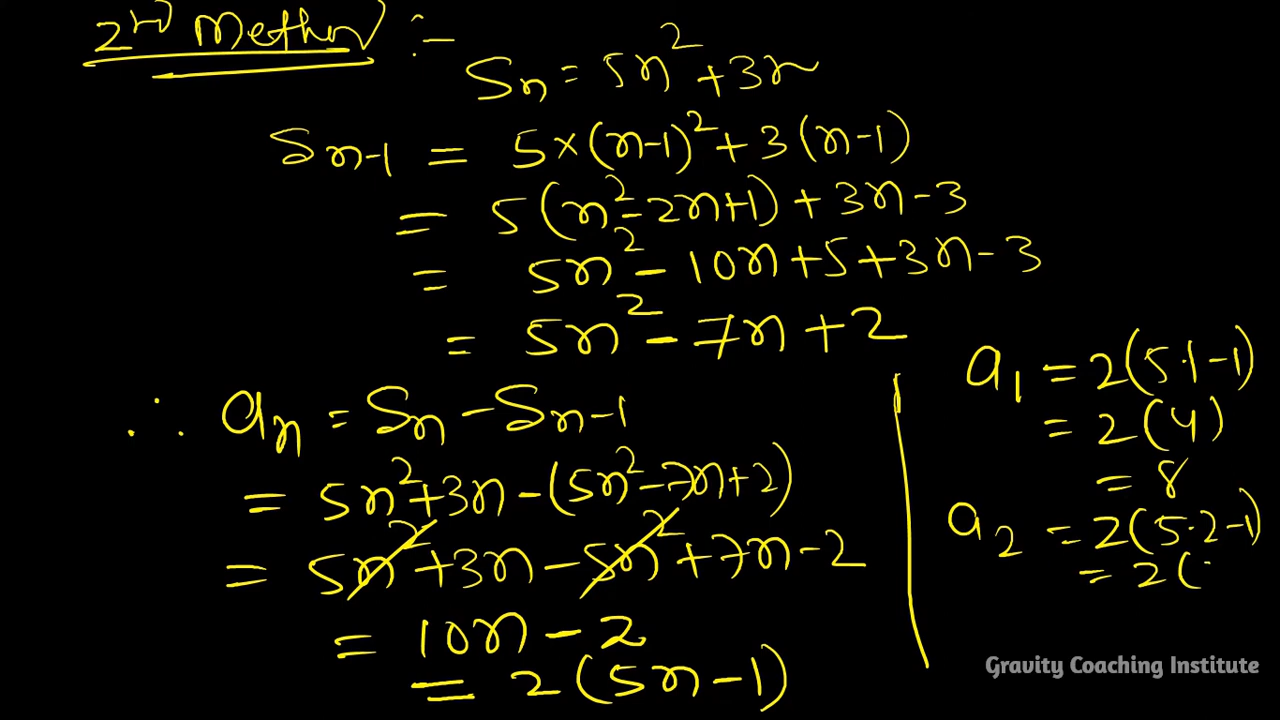 2nd Method :-
Sn = 5n² + 3n
Sn-1 = 5×(n-1)² + 3(n-1)
= 5(n²-2n+1) + 3n-3
= 5n² - 10n+5+3n-3
= 5n² - 7n + 2
∴ an = Sn - Sn-1
= 5n²+3n-(5n²-7n+2)
= 5n²+3n-5n²+7n-2
= 10n-2
= 2(5n-1)
a1 = 2(5·1-1)
= 2(4)
= 8
a2 = 2(5·2-1)
= 2(
Gravity Coaching Institute